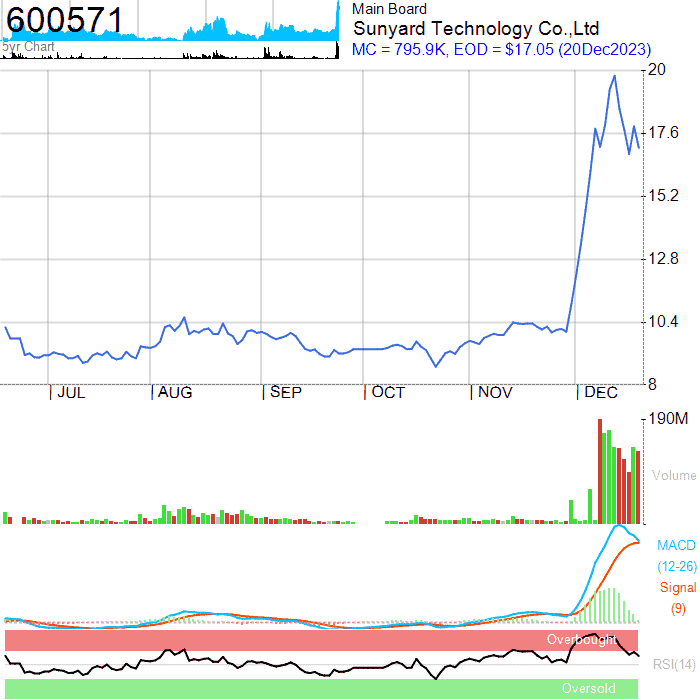 600571
5yr Chart
Main Board
Sunyard Technology Co.,Ltd
MC = 795.9K, EOD = $17.05 (20Dec2023)
20
17.6
15.2
12.8
10.4
8
JUL AUG SEP OCT NOV DEC
190M
Volume
MACD
(12-26)
Signal
(9)
Overbought
RSI(14)
Oversold